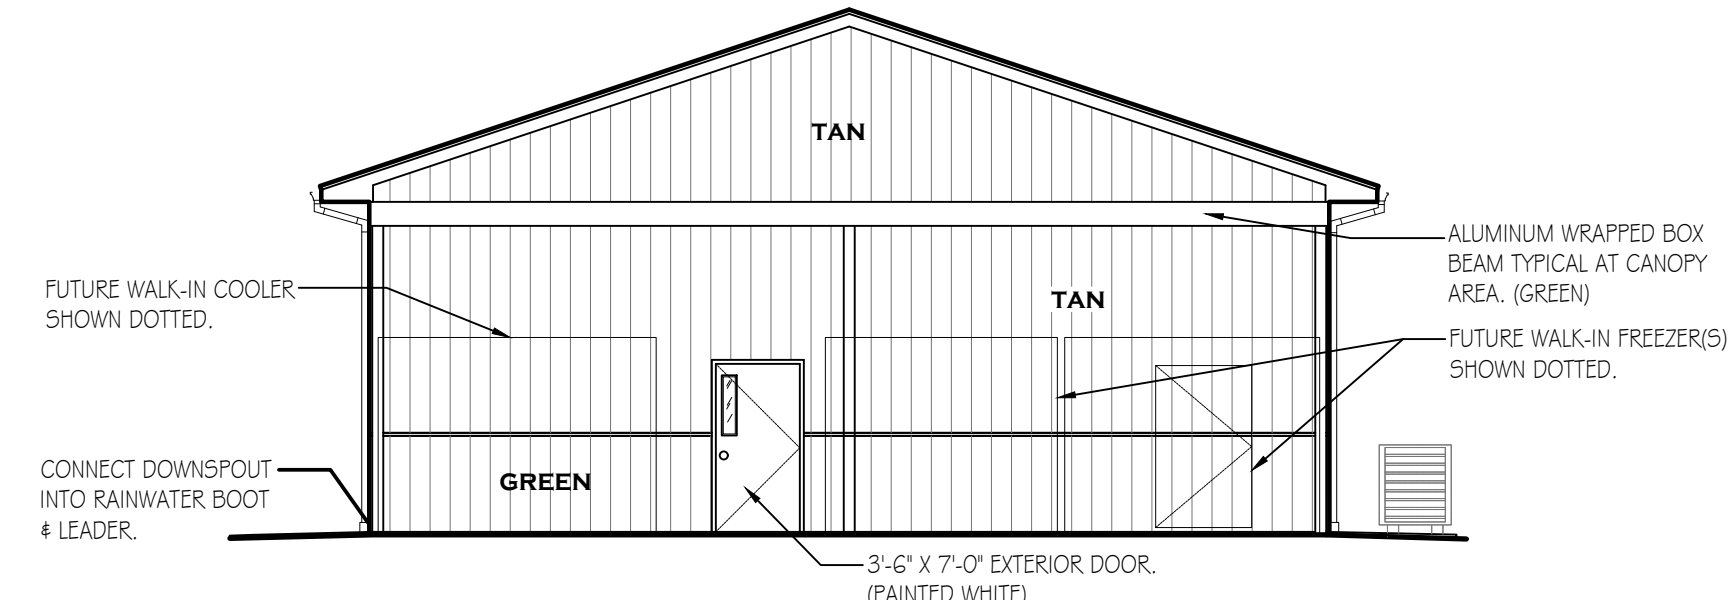 TAN
ALUMINUM WRAPPED BOX
BEAM TYPICAL AT CANOPY
AREA. (GREEN)
FUTURE WALK-IN COOLER
SHOWN DOTTED.
TAN
FUTURE WALK-IN FREEZER(S)
SHOWN DOTTED.
CONNECT DOWNSPOUT
INTO RAINWATER BOOT
& LEADER.
GREEN
3'-6" X 7'-0" EXTERIOR DOOR.
(PAINTED WHITE)